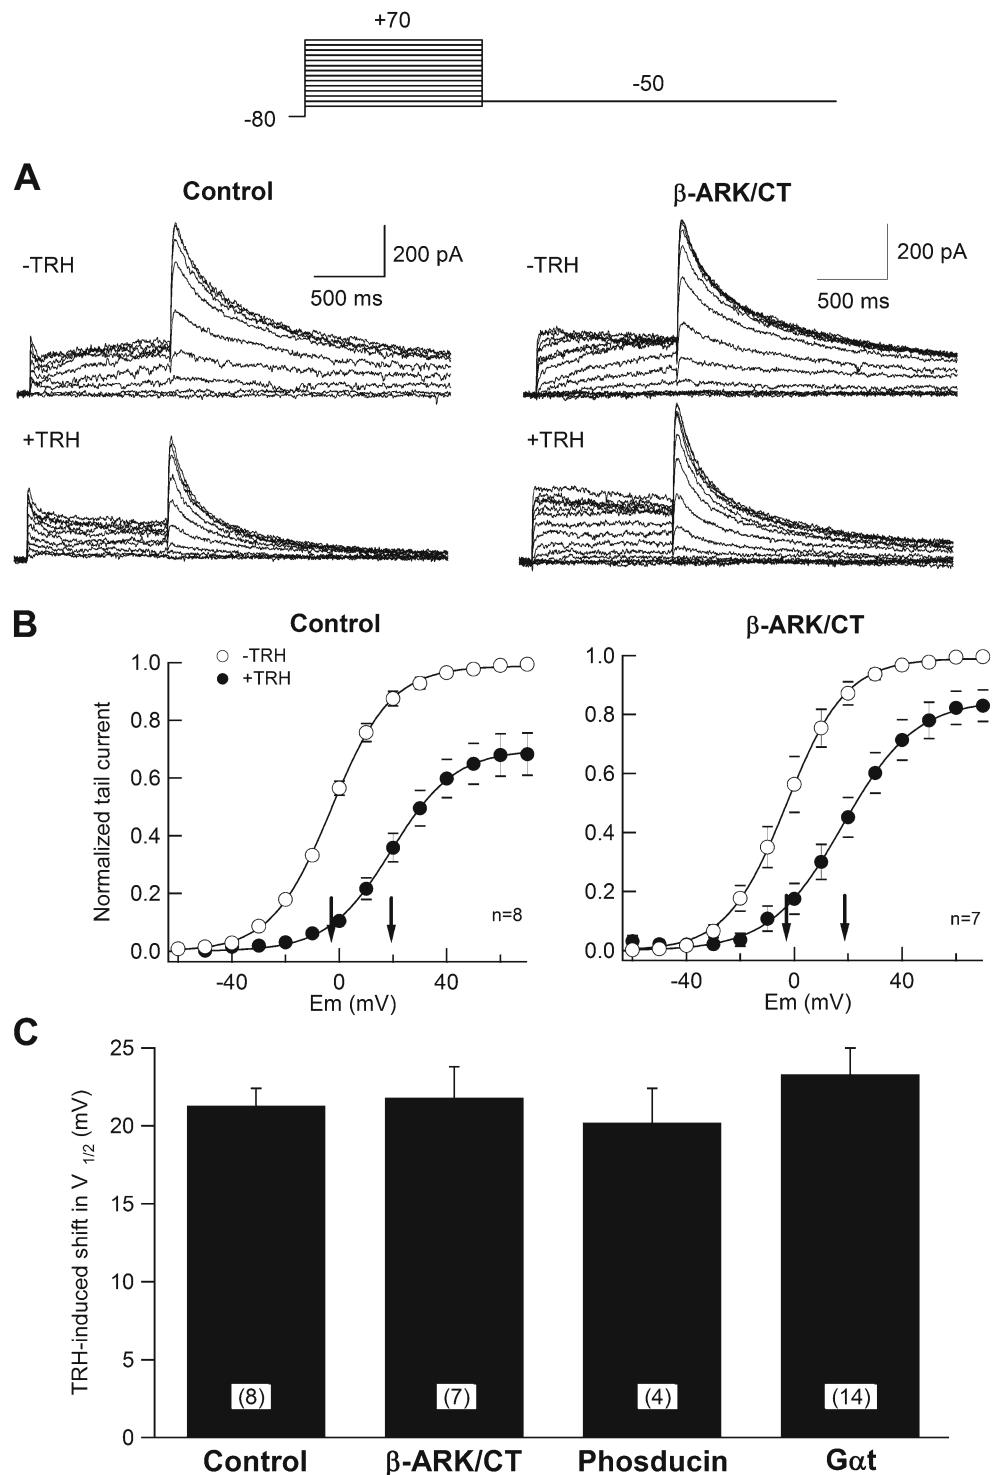 +70
-50
-80
A
Control
β-ARK/CT
-TRH
200 pA
500 ms
-TRH
200 pA
500 ms
+TRH
+TRH
B
Control
β-ARK/CT
-TRH
+TRH
Normalized tail current
1.0
0.8
0.6
0.4
0.2
0.0
n=8
-40
0
40
Em (mV)
1.0
0.8
0.6
0.4
0.2
0.0
n=7
-40
0
40
Em (mV)
C
TRH-induced shift in V 1/2 (mV)
25
20
15
10
5
0
(8)
(7)
(4)
(14)
Control
β-ARK/CT
Phosducin
Gαt